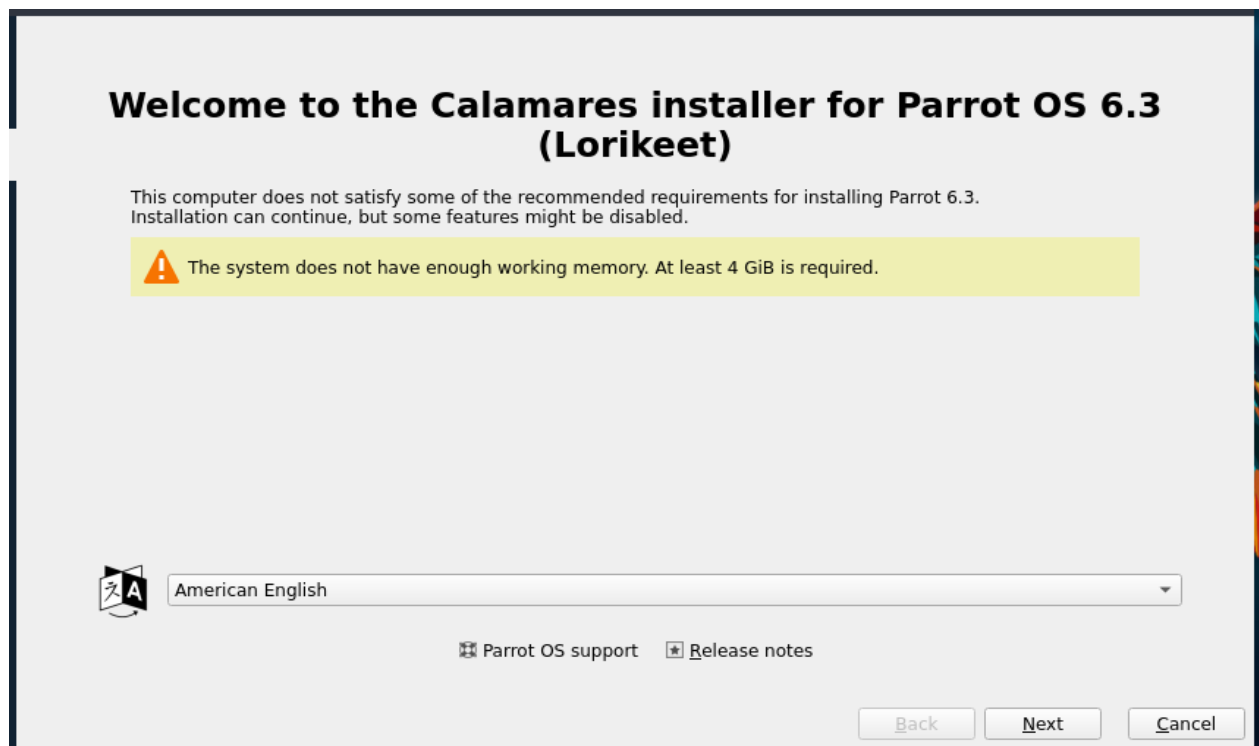 Welcome to the Calamares installer for Parrot OS 6.3
(Lorikeet)
This computer does not satisfy some of the recommended requirements for installing Parrot 6.3.
Installation can continue, but some features might be disabled.
The system does not have enough working memory. At least 4 GiB is required.
American English
Parrot OS support Release notes
Back Next Cancel